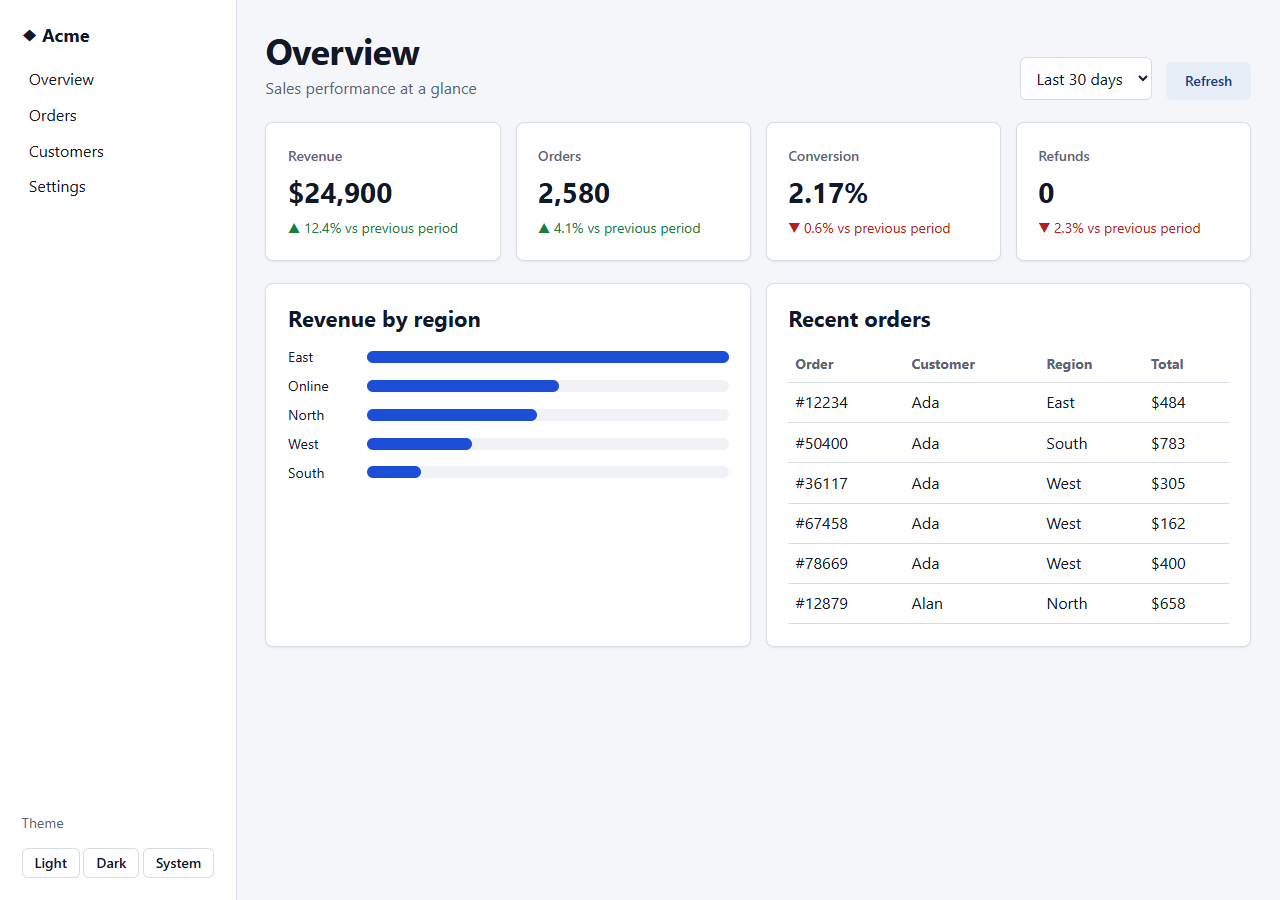 ◆ Acme
Overview
Orders
Customers
Settings
Theme
Light Dark System
Overview
Sales performance at a glance
Last 30 days
Refresh
Revenue
$24,900
▲ 12.4% vs previous period
Orders
2,580
▲ 4.1% vs previous period
Conversion
2.17%
▼ 0.6% vs previous period
Refunds
0
▼ 2.3% vs previous period
Revenue by region
East
Online
North
West
South
Recent orders
Order Customer Region Total
#12234 Ada East $484
#50400 Ada South $783
#36117 Ada West $305
#67458 Ada West $162
#78669 Ada West $400
#12879 Alan North $658